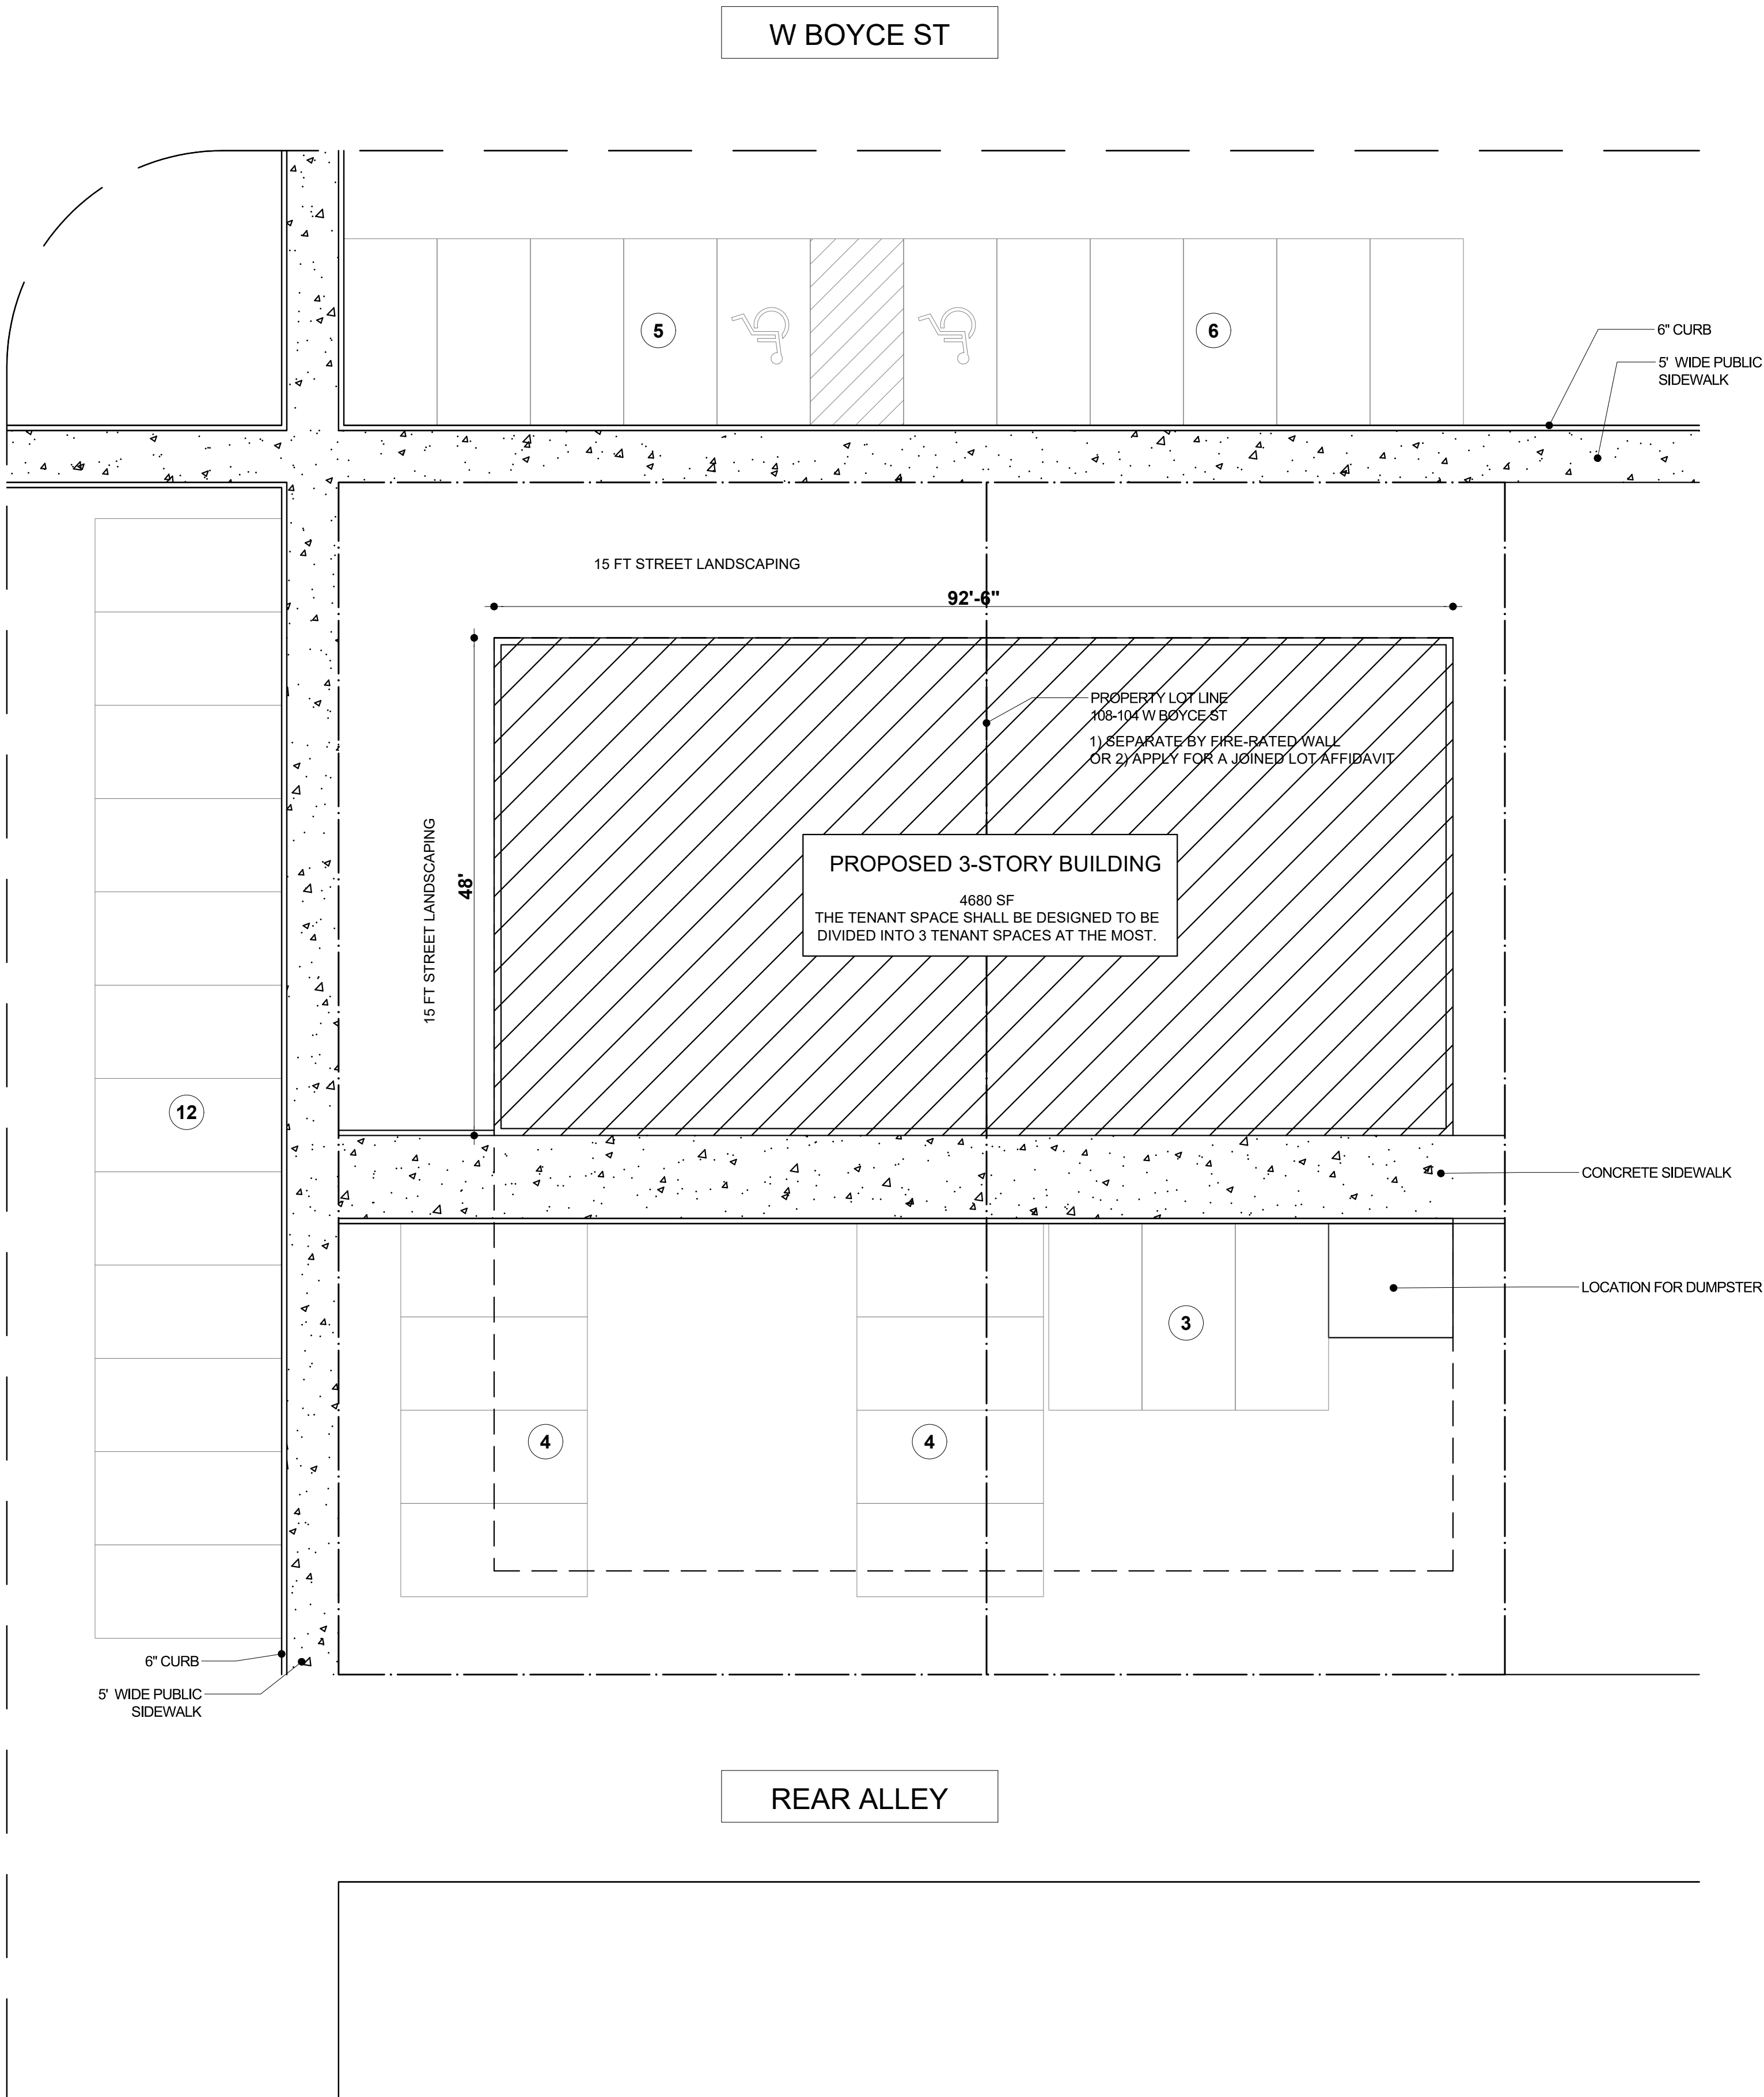 W BOYCE ST
5
6
6" CURB
5' WIDE PUBLIC
SIDEWALK
15 FT STREET LANDSCAPING
92'-6"
PROPERTY LOT LINE
108-104 W BOYCE ST
1) SEPARATE BY FIRE-RATED WALL
OR 2) APPLY FOR A JOINED LOT AFFIDAVIT
15 FT STREET LANDSCAPING
48'
PROPOSED 3-STORY BUILDING
4680 SF
THE TENANT SPACE SHALL BE DESIGNED TO BE
DIVIDED INTO 3 TENANT SPACES AT THE MOST.
12
CONCRETE SIDEWALK
LOCATION FOR DUMPSTER
3
4
4
6" CURB
5' WIDE PUBLIC
SIDEWALK
REAR ALLEY